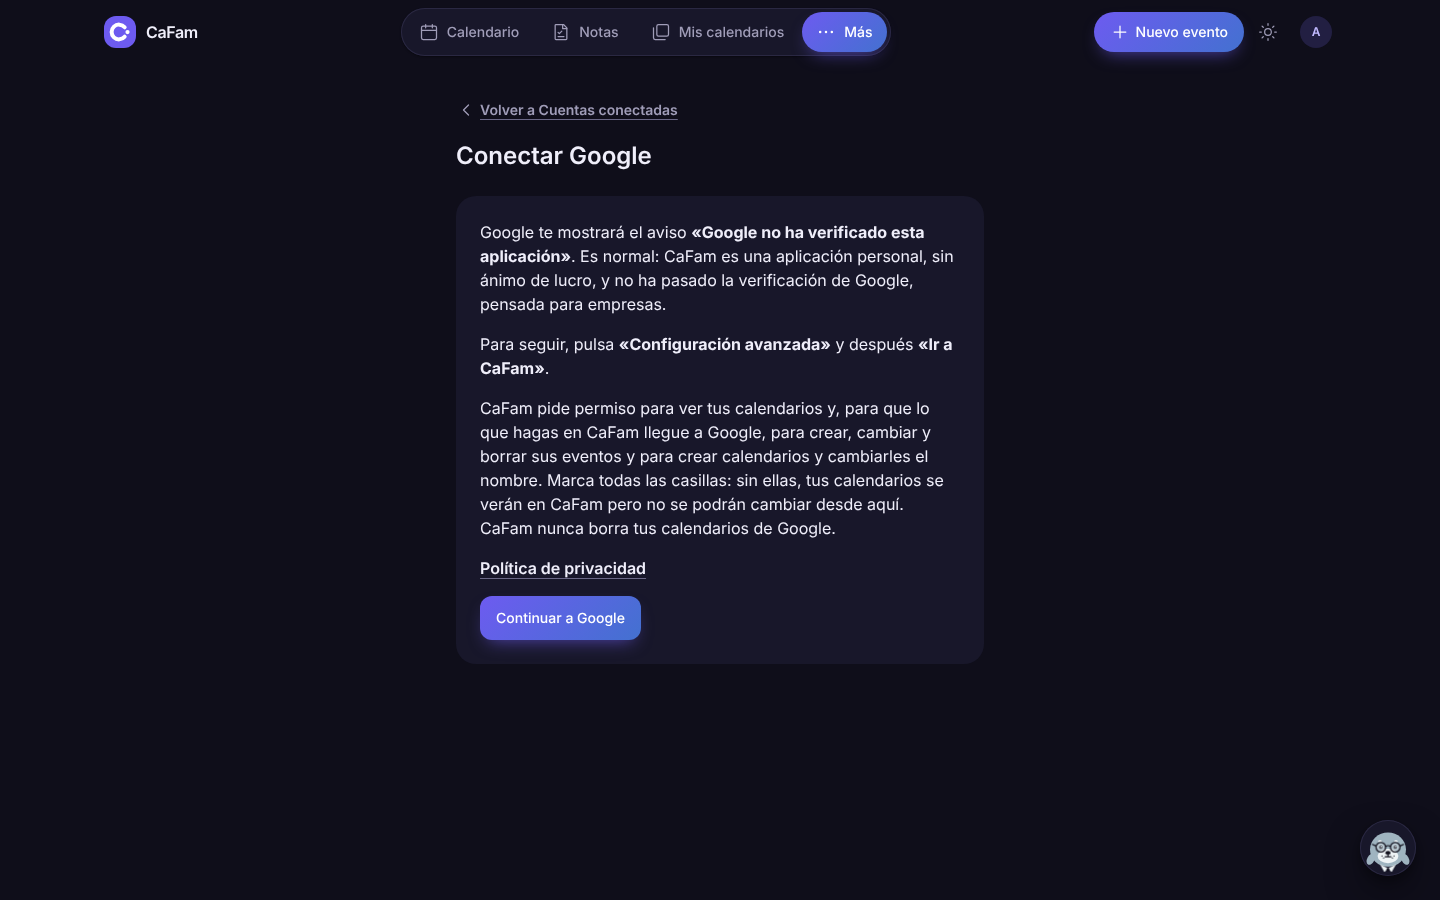 CaFam
Calendario
Notas
Mis calendarios
Más
Nuevo evento
A
Volver a Cuentas conectadas
Conectar Google
Google te mostrará el aviso «Google no ha verificado esta
aplicación». Es normal: CaFam es una aplicación personal, sin
ánimo de lucro, y no ha pasado la verificación de Google,
pensada para empresas.
Para seguir, pulsa «Configuración avanzada» y después «Ir a
CaFam».
CaFam pide permiso para ver tus calendarios y, para que lo
que hagas en CaFam llegue a Google, para crear, cambiar y
borrar sus eventos y para crear calendarios y cambiarles el
nombre. Marca todas las casillas: sin ellas, tus calendarios se
verán en CaFam pero no se podrán cambiar desde aquí.
CaFam nunca borra tus calendarios de Google.
Política de privacidad
Continuar a Google